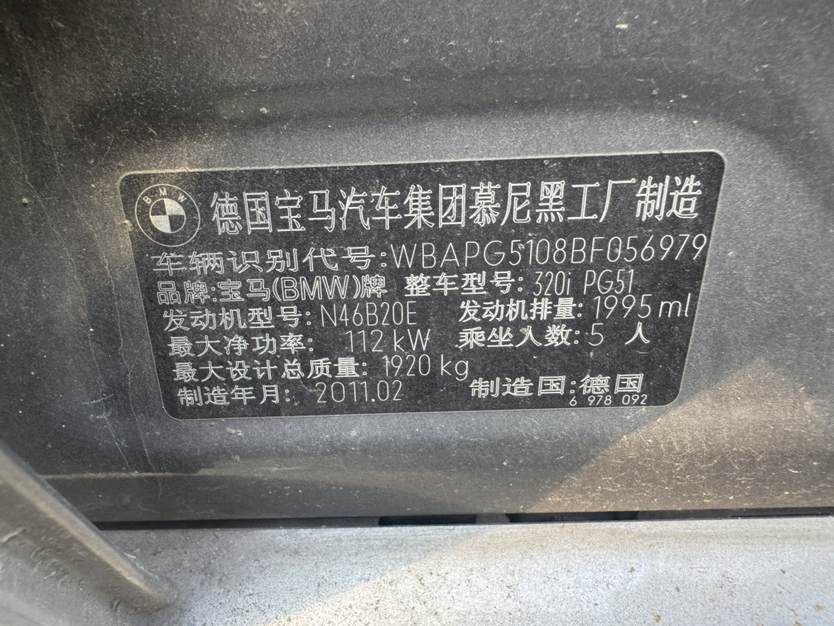 BMW
德国宝马汽车集团慕尼黑工厂制造
车辆识别代号:WBAPG5108BF056979
品牌:宝马(BMW)牌 整车型号:320i PG51
发动机型号:N46B20E 发动机排量:1995ml
最大净功率: 112kW 乘坐人数:5 人
最大设计总质量: 1920kg
制造年月: 2011.02 制造国:德国
6 978 092